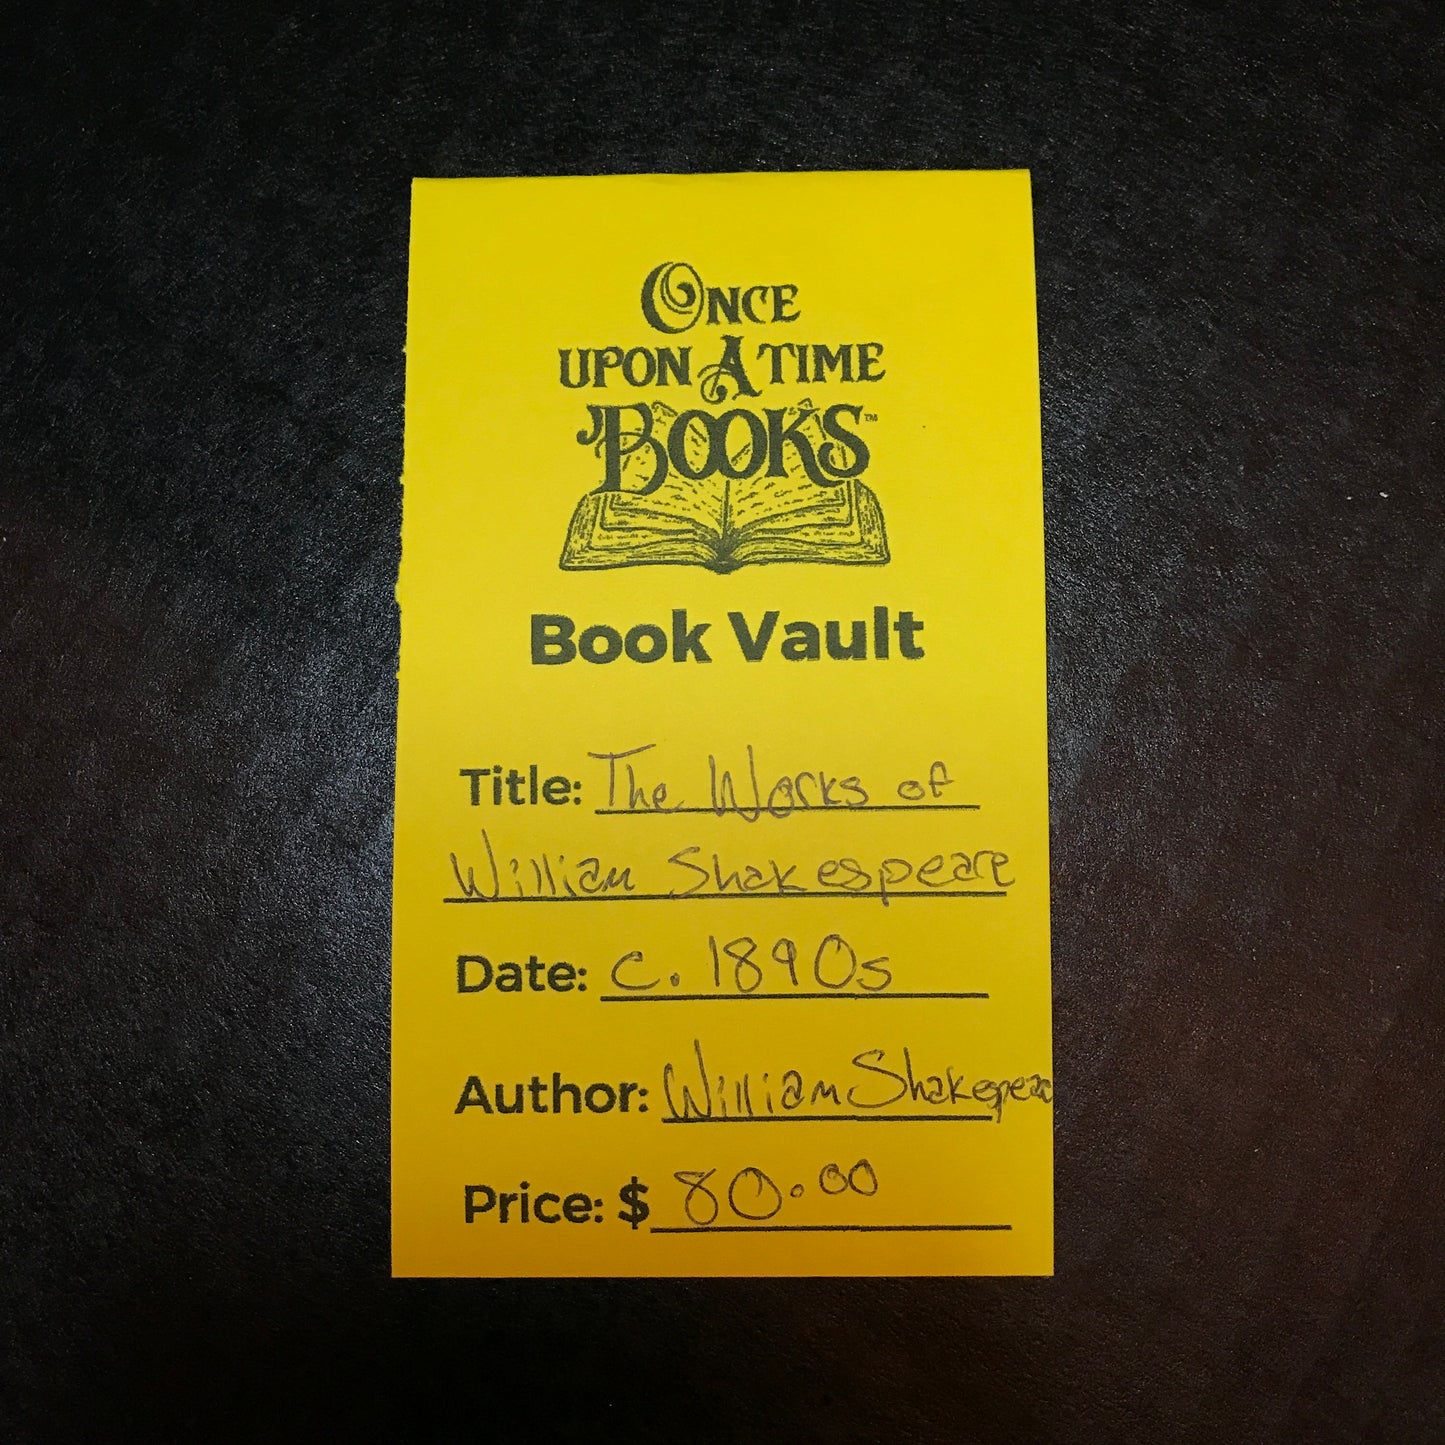 ONCE
UPON A TIME
BOOKS™
Book Vault
Title: The Works of
William Shakespeare
Date: c. 1890s
Author: William Shakespeare
Price: $ 80.00